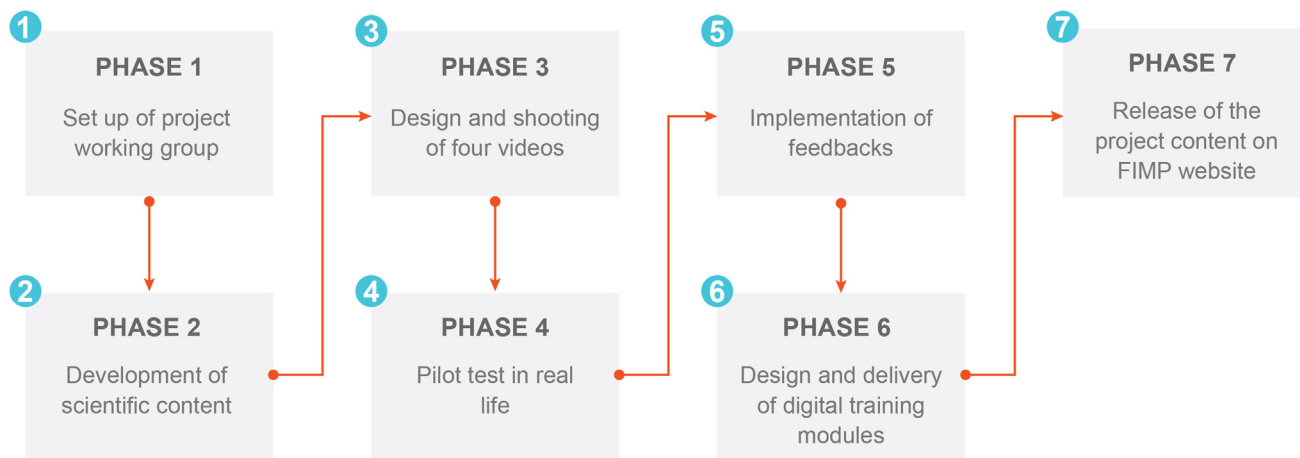 1
PHASE 1
Set up of project
working group
2
PHASE 2
Development of
scientific content
3
PHASE 3
Design and shooting
of four videos
4
PHASE 4
Pilot test in real
life
5
PHASE 5
Implementation of
feedbacks
6
PHASE 6
Design and delivery
of digital training
modules
7
PHASE 7
Release of the
project content on
FIMP website